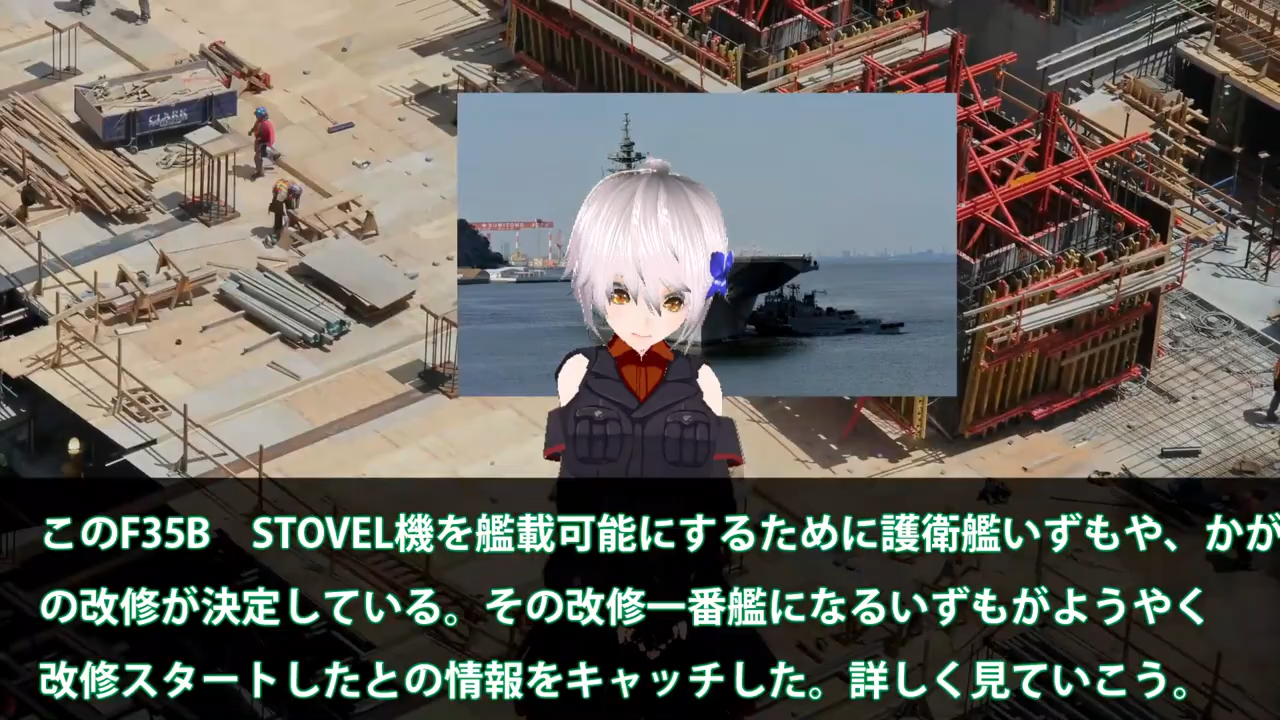 CLARK
SUMITOMO
このF35B　STOVEL機を艦載可能にするために護衛艦いずもや、かが
の改修が決定している。その改修一番艦になるいずもがようやく
改修スタートしたとの情報をキャッチした。詳しく見ていこう。